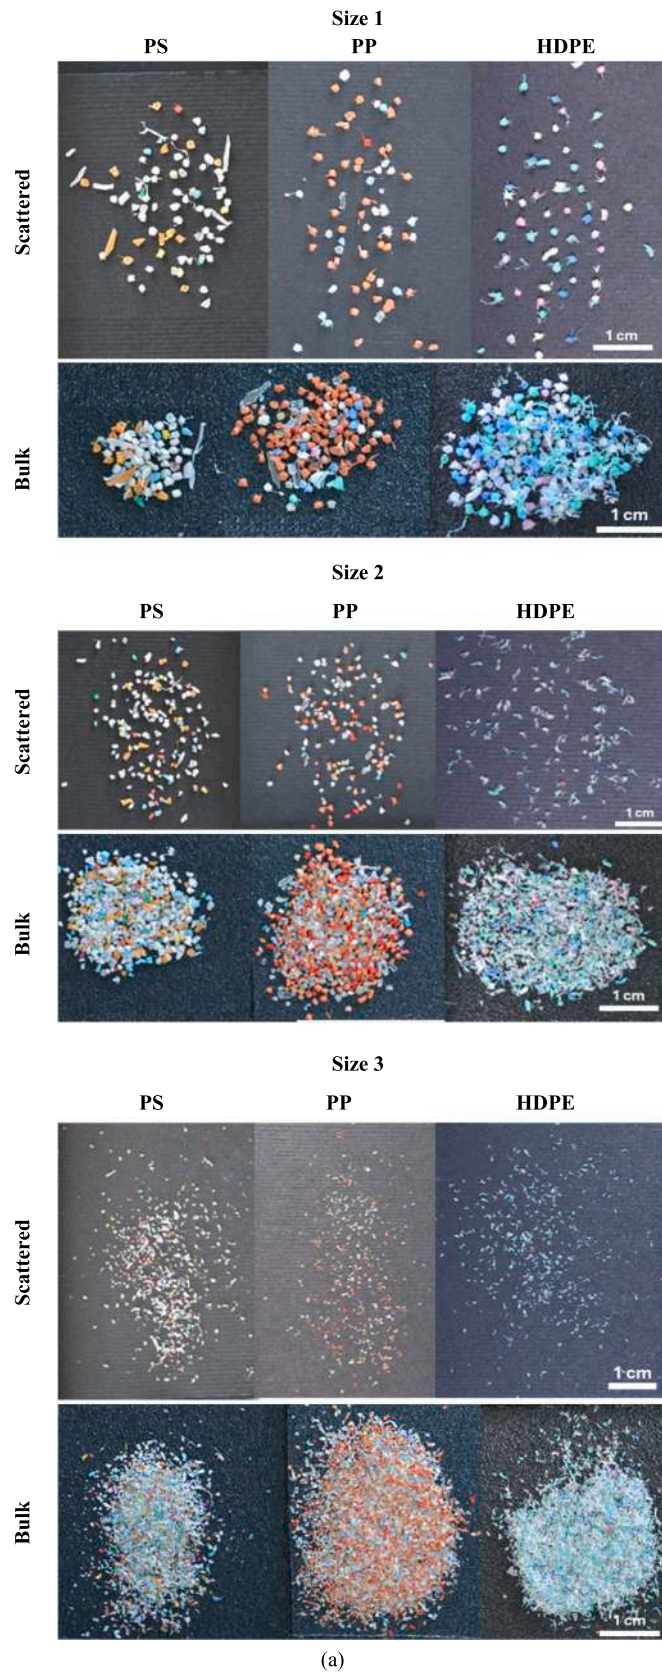 Size 1
PS PP HDPE
Scattered
1 cm
Bulk
1 cm
Size 2
PS PP HDPE
Scattered
1 cm
Bulk
1 cm
Size 3
PS PP HDPE
Scattered
1 cm
Bulk
1 cm
(a)